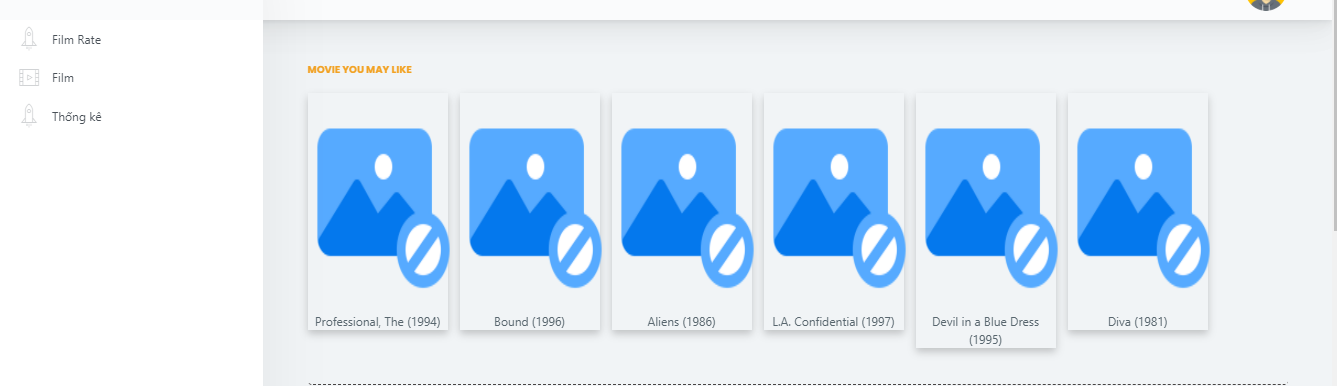 Film Rate
Film
Thống kê
MOVIE YOU MAY LIKE
Professional, The (1994)
Bound (1996)
Aliens (1986)
L.A. Confidential (1997)
Devil in a Blue Dress
(1995)
Diva (1981)